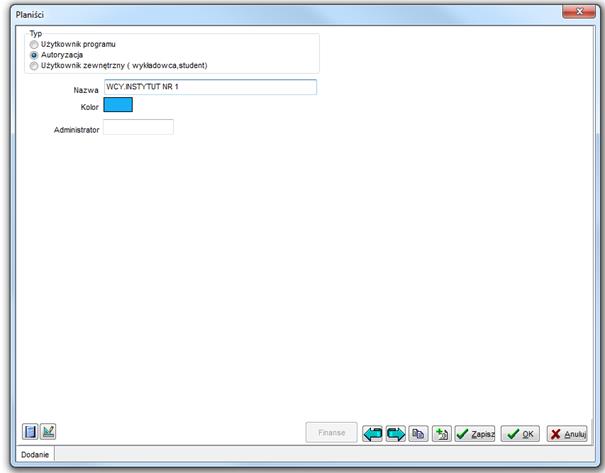 Planiści
Typ
Użytkownik programu
Autoryzacja
Użytkownik zewnętrzny ( wykładowca,student)
Nazwa WCY.INSTYTUT NR 1
Kolor
Administrator
Finanse Zapisz OK Anuluj
Dodanie